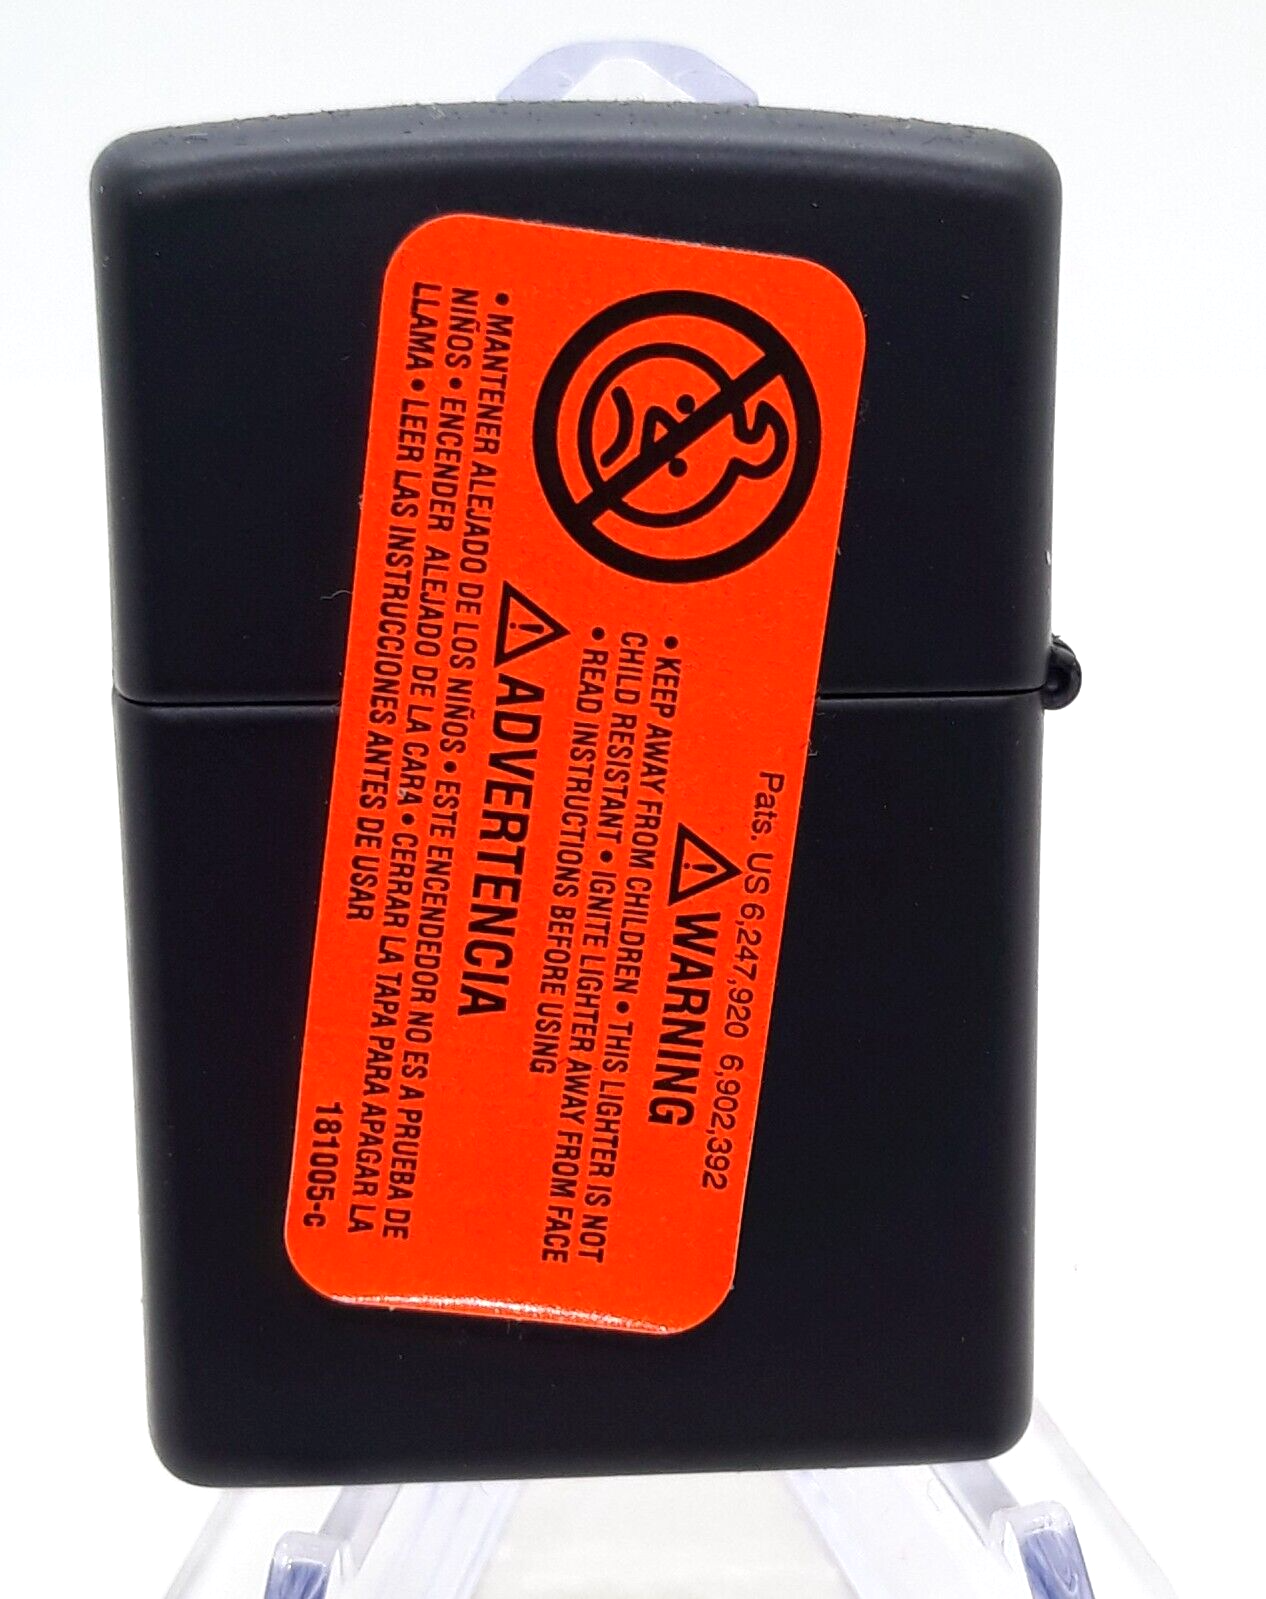 Pats. US 6,247,920 6,902,392
⚠ WARNING
• KEEP AWAY FROM CHILDREN • THIS LIGHTER IS NOT
CHILD RESISTANT • IGNITE LIGHTER AWAY FROM FACE
• READ INSTRUCTIONS BEFORE USING
⚠ ADVERTENCIA
• MANTENER ALEJADO DE LOS NIÑOS • ESTE ENCENDEDOR NO ES A PRUEBA DE
NIÑOS • ENCENDER ALEJADO DE LA CARA • CERRAR LA TAPA PARA APAGAR LA
LLAMA • LEER LAS INSTRUCCIONES ANTES DE USAR
181005-c